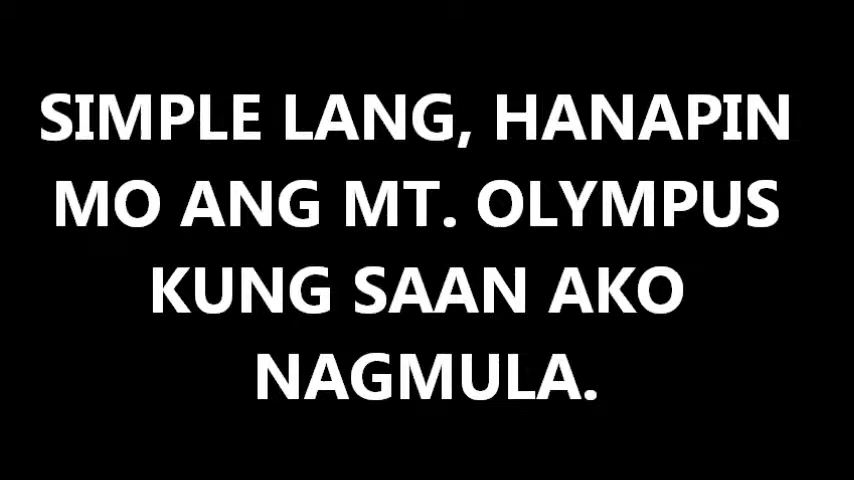 SIMPLE LANG, HANAPIN
MO ANG MT. OLYMPUS
KUNG SAAN AKO
NAGMULA.